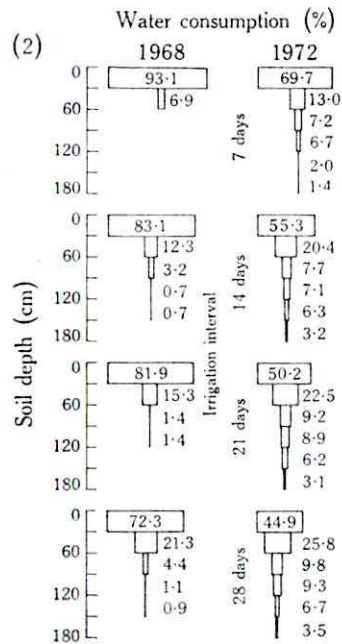 Water consumption (%)
(2) 1968 1972
0 93·1 69·7
6·9 13·0
60 7·2
6·7
120 2·0
1·4
180
7 days
0 83·1 55·3
12·3 20·4
60 3·2 7·7
0·7 7·1
120 0·7 6·3
3·2
180
14 days
Soil depth (cm)
Irrigation interval
0 81·9 50·2
15·3 22·5
60 1·4 9·2
1·4 8·9
120 6·2
3·1
180
21 days
0 72·3 44·9
21·3 25·8
60 4·4 9·8
1·1 9·3
120 0·9 6·7
3·5
180
28 days